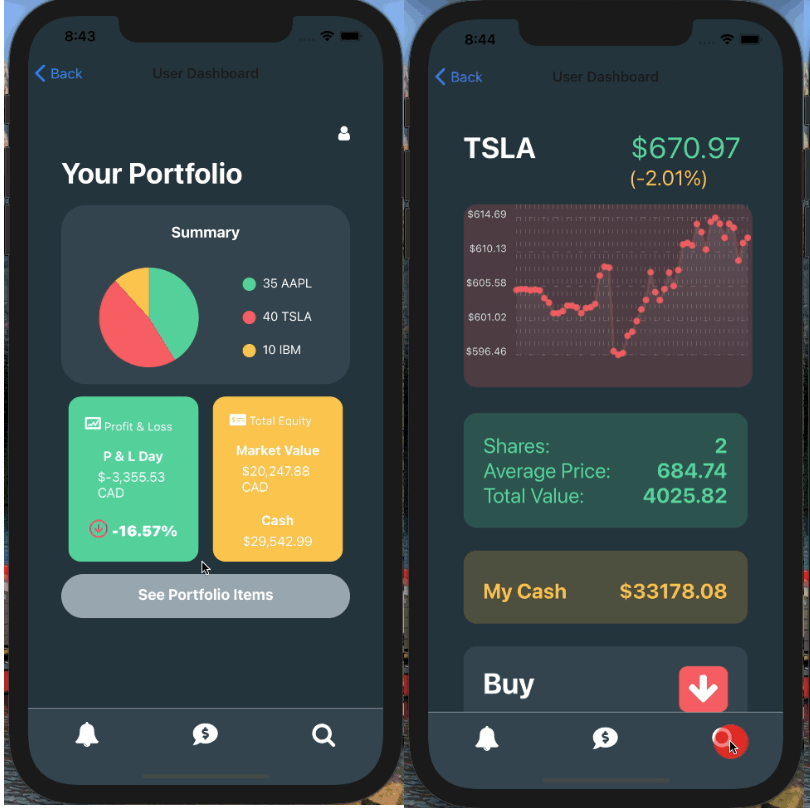 8:43
Back
User Dashboard
Your Portfolio
Summary
35 AAPL
40 TSLA
10 IBM
Profit & Loss
P & L Day
$-3,355.53
CAD
-16.57%
Total Equity
Market Value
$20,247.88
CAD
Cash
$29,542.99
See Portfolio Items
$
8:44
Back
User Dashboard
TSLA
$670.97
(-2.01%)
$614.69
$610.13
$605.58
$601.02
$596.46
Shares: 2
Average Price: 684.74
Total Value: 4025.82
My Cash $33178.08
Buy
$